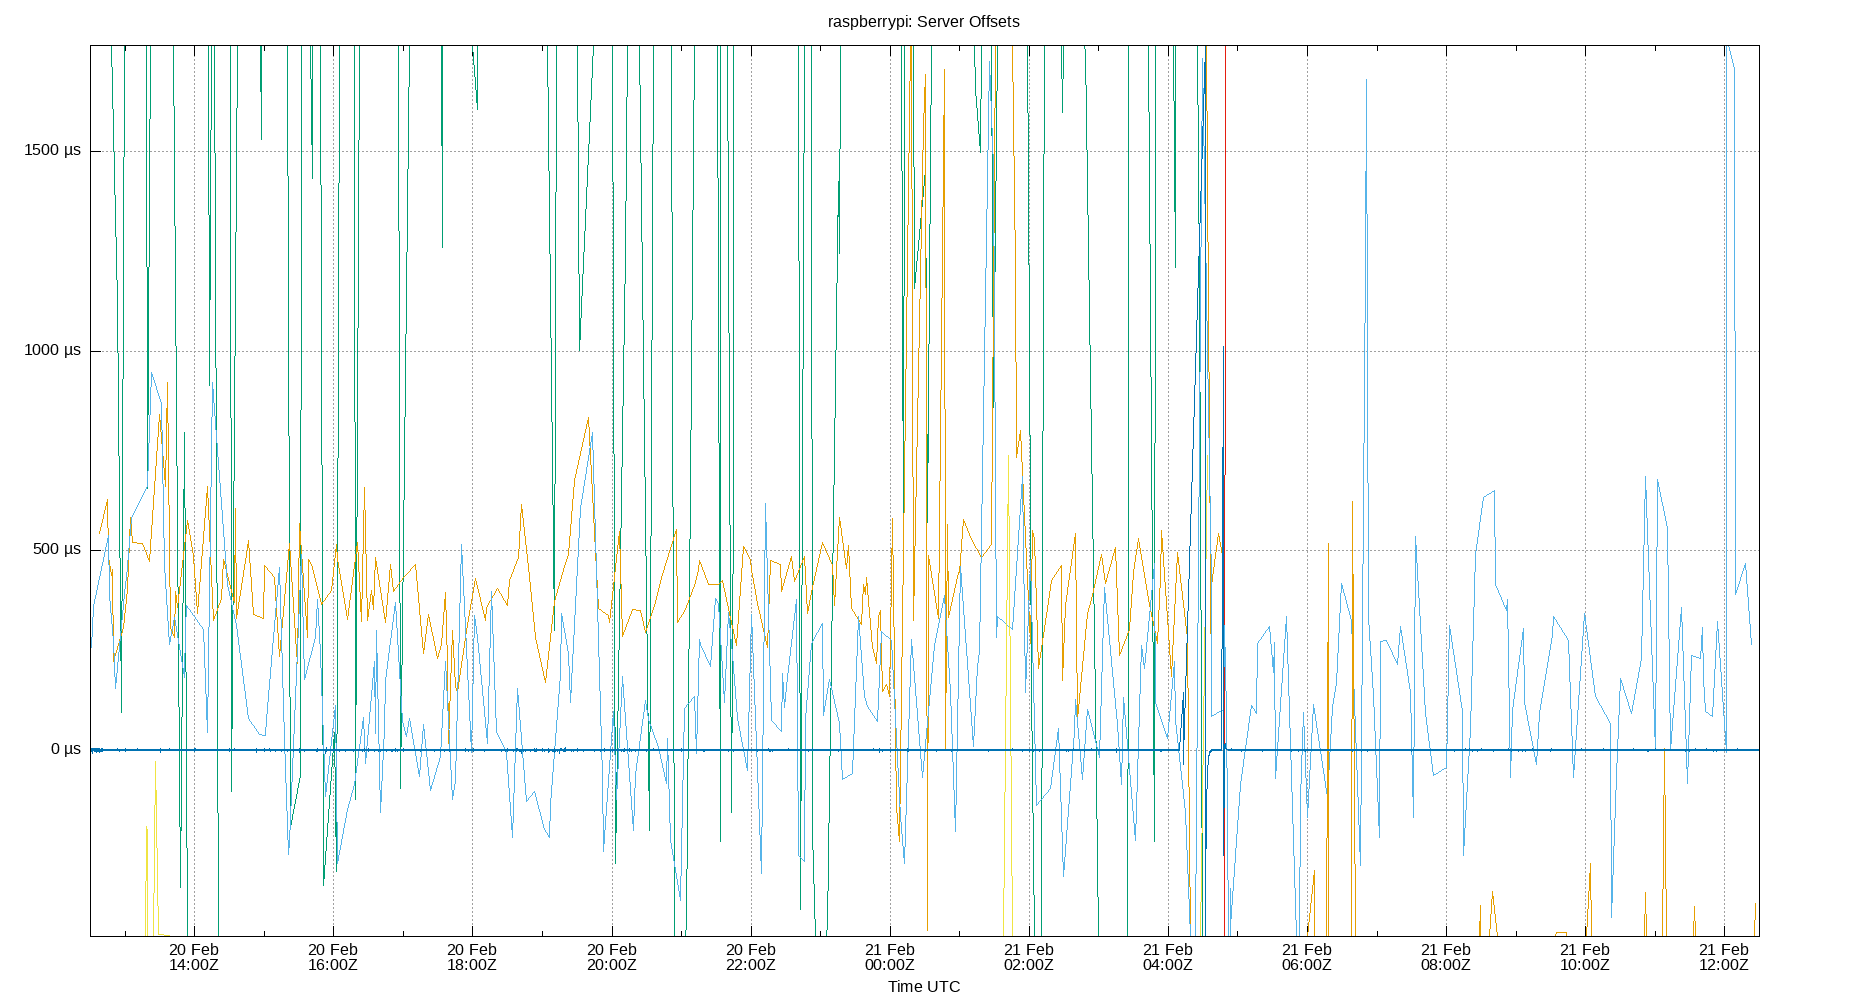 raspberrypi: Server Offsets
1500 µs
1000 µs
500 µs
0 µs
20 Feb 20 Feb 20 Feb 20 Feb 20 Feb 21 Feb 21 Feb 21 Feb 21 Feb 21 Feb 21 Feb 21 Feb
14:00Z 16:00Z 18:00Z 20:00Z 22:00Z 00:00Z 02:00Z 04:00Z 06:00Z 08:00Z 10:00Z 12:00Z
Time UTC